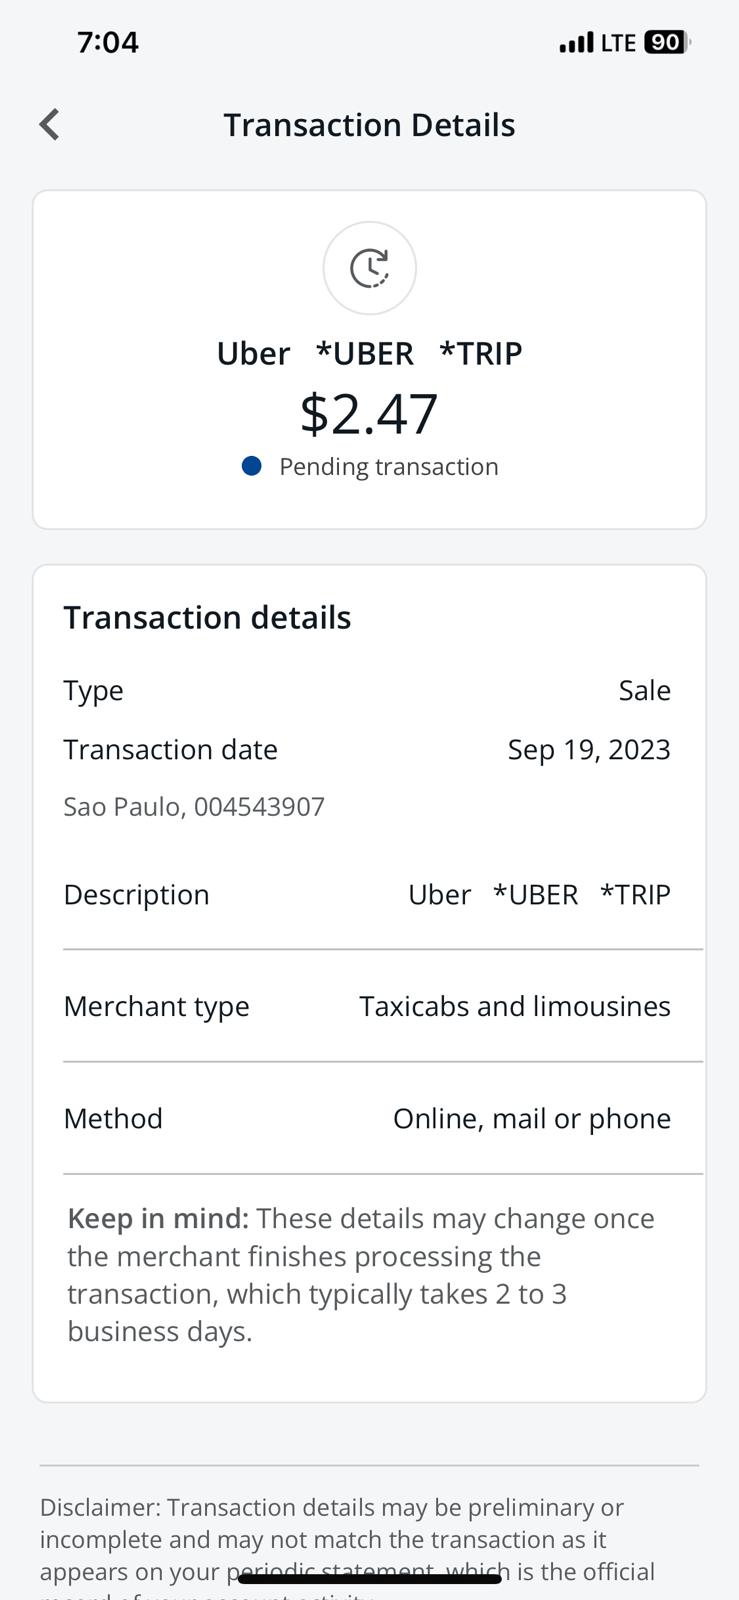 7:04
LTE 90
Transaction Details
Uber *UBER *TRIP
$2.47
Pending transaction
Transaction details
Type Sale
Transaction date Sep 19, 2023
Sao Paulo, 004543907
Description Uber *UBER *TRIP
Merchant type Taxicabs and limousines
Method Online, mail or phone
Keep in mind: These details may change once
the merchant finishes processing the
transaction, which typically takes 2 to 3
business days.
Disclaimer: Transaction details may be preliminary or
incomplete and may not match the transaction as it
appears on your periodic statement, which is the official